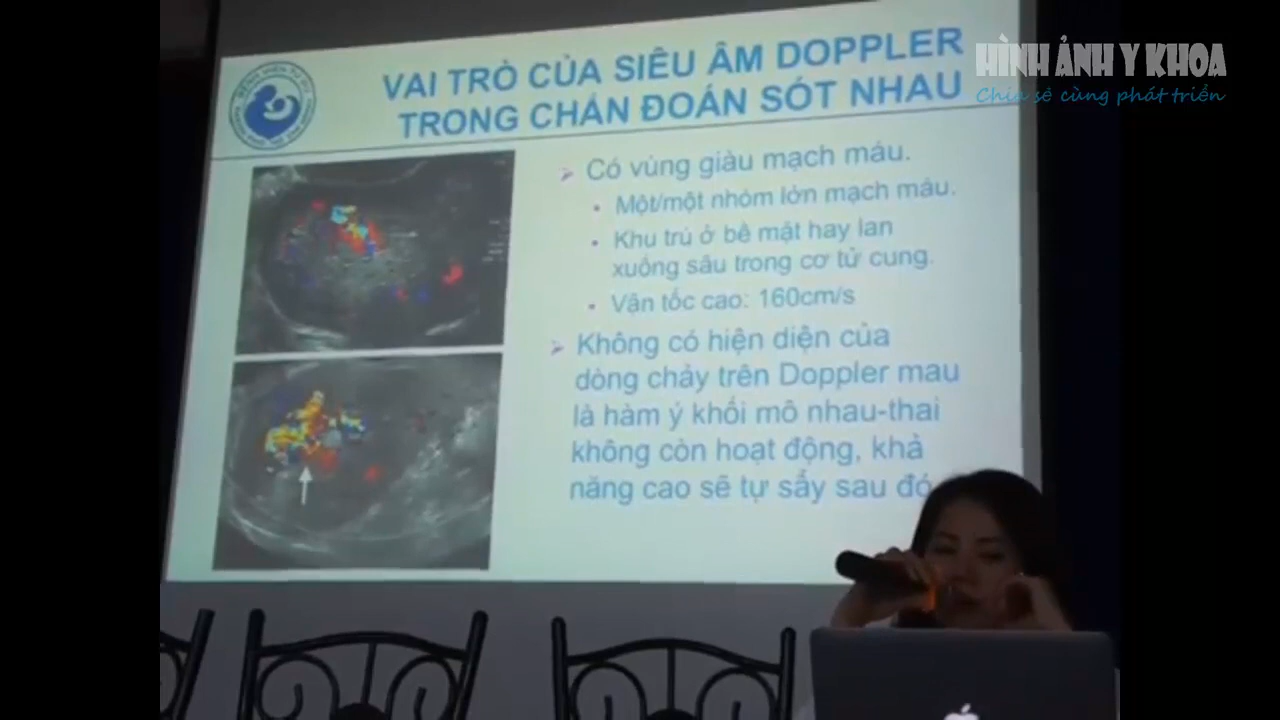 VAI TRÒ CỦA SIÊU ÂM DOPPLER
TRONG CHẨN ĐOÁN SÓT NHAU
HÌNH ẢNH Y KHOA
Chia sẻ cùng phát triển
Có vùng giàu mạch máu.
Một/một nhóm lớn mạch máu.
Khu trú ở bề mặt hay lan
xuống sâu trong cơ tử cung.
Vận tốc cao: 160cm/s
Không có hiện diện của
dòng chảy trên Doppler mau
là hàm ý khối mô nhau-thai
không còn hoạt động, khả
năng cao sẽ tự sẩy sau đó